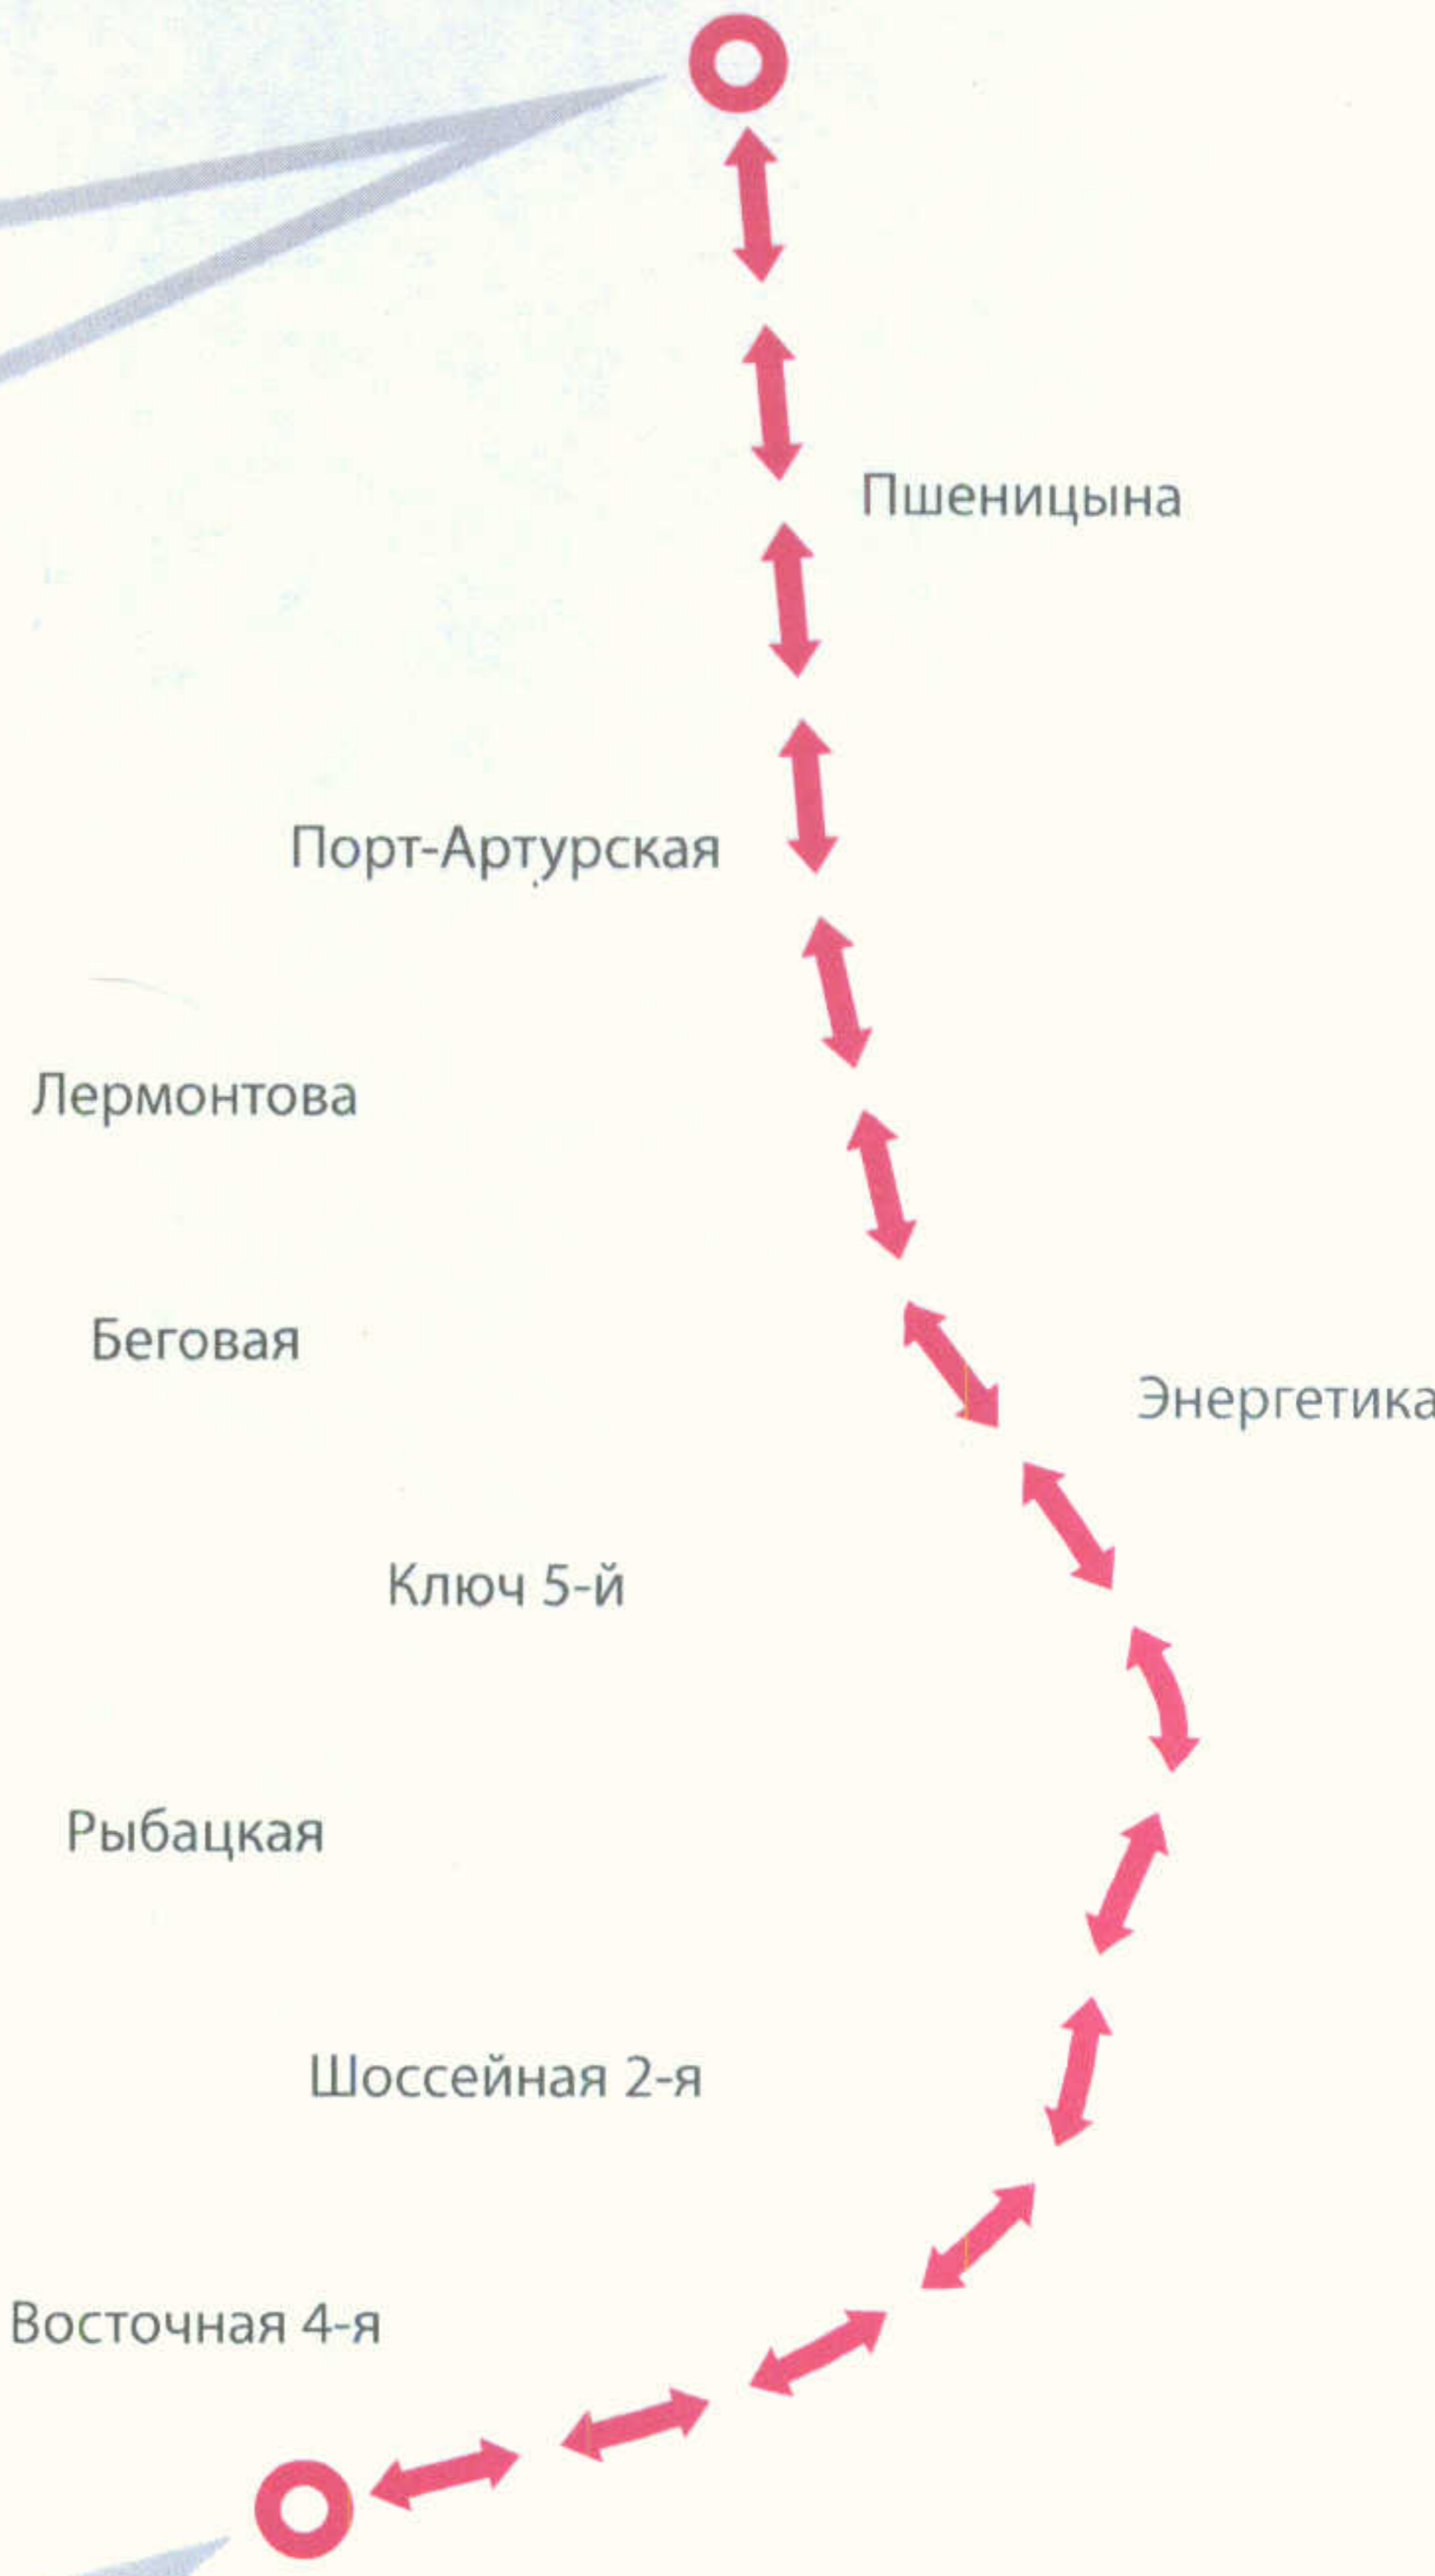 Пшеницына
Порт-Артурская
Лермонтова
Беговая
Энергетика
Ключ 5-й
Рыбацкая
Шоссейная 2-я
Восточная 4-я